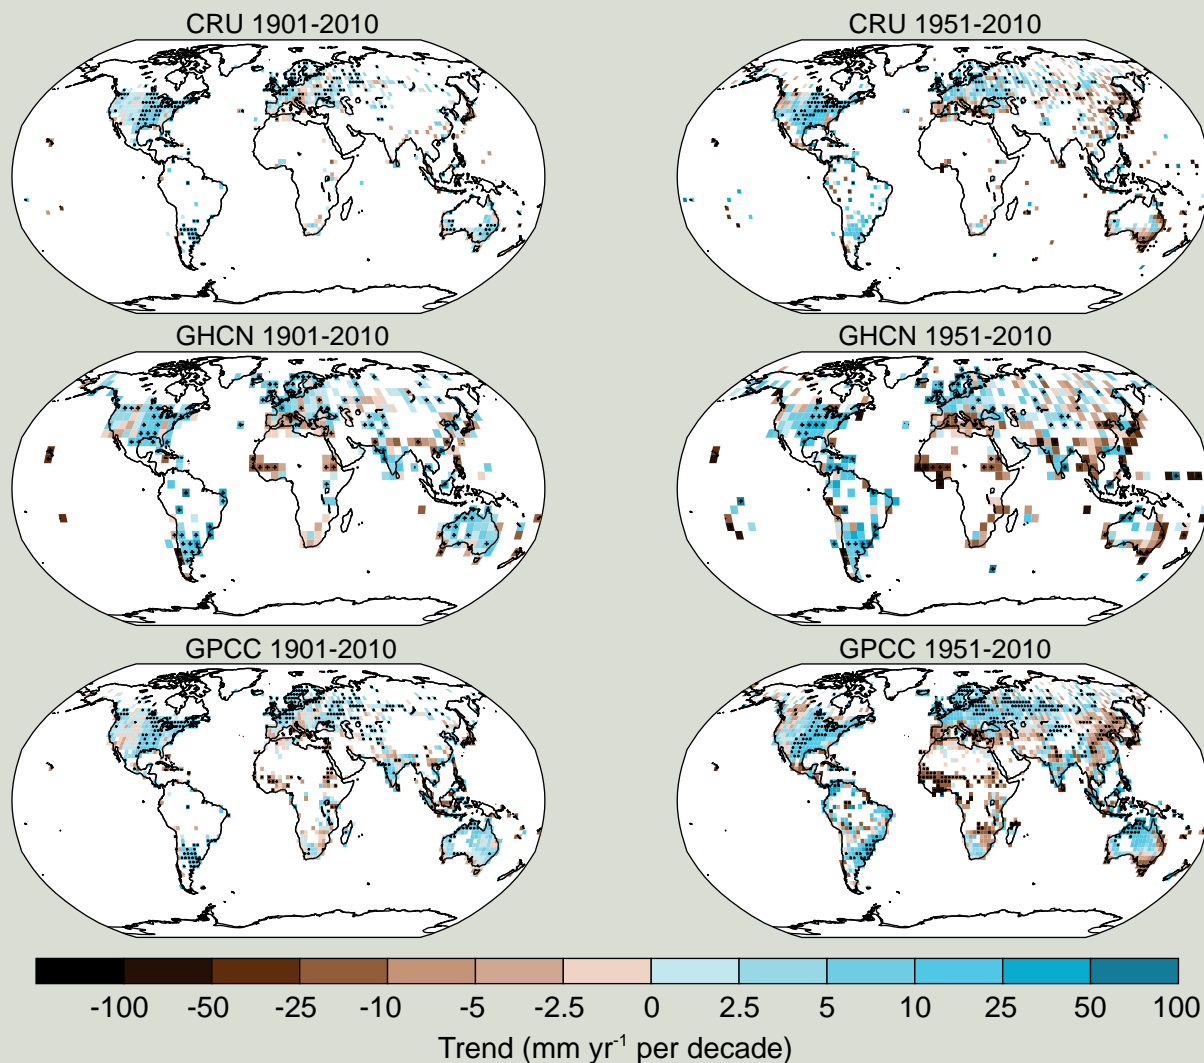 CRU 1901-2010
CRU 1951-2010
GHCN 1901-2010
GHCN 1951-2010
GPCC 1901-2010
GPCC 1951-2010
-100 -50 -25 -10 -5 -2.5 0 2.5 5 10 25 50 100
Trend (mm yr⁻¹ per decade)